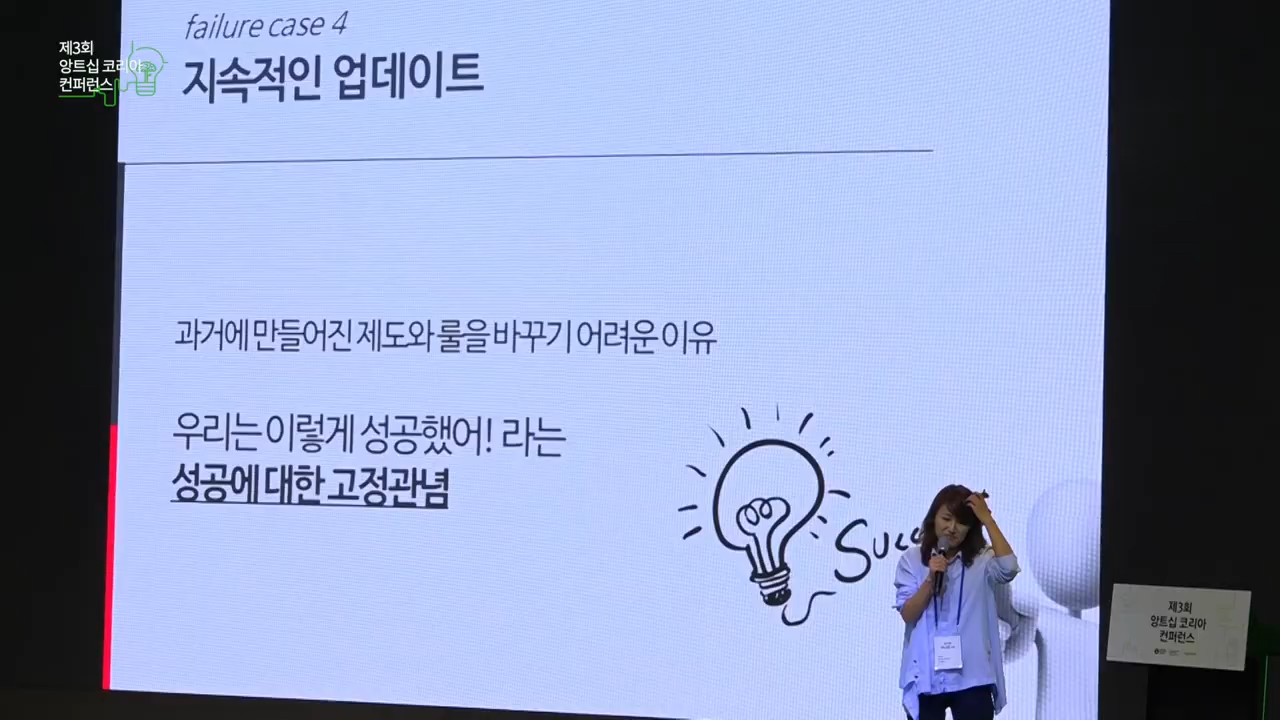 제3회
앙트십 코리아
컨퍼런스
failure case 4
지속적인 업데이트
과거에 만들어진 제도와 룰을 바꾸기 어려운 이유
우리는 이렇게 성공했어! 라는
성공에 대한 고정관념
제3회
앙트십 코리아
컨퍼런스